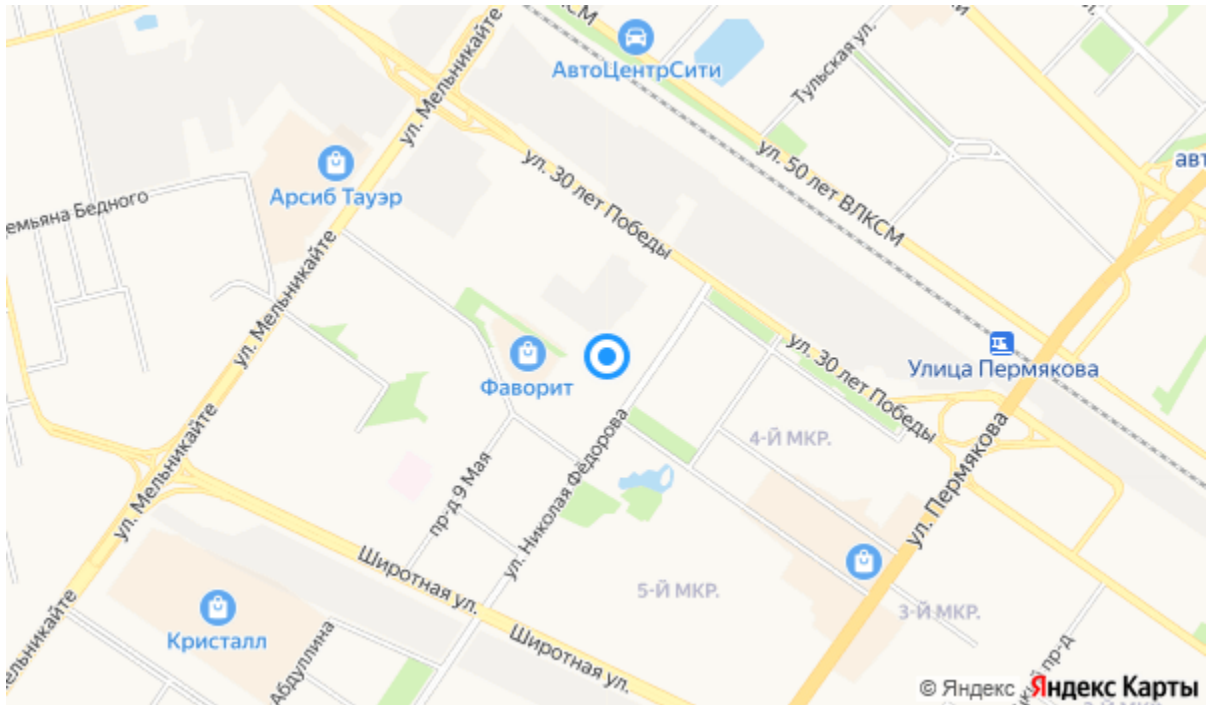 ВЛКСМ
АвтоЦентрСити
Тульская ул.
ул. Мельникайте
ул. 30 лет Победы
ул. 50 лет ВЛКСМ
авт
Арсиб Тауэр
емьяна Бедного
ул. Мельникайте
Фаворит
ул. 30 лет Победы
Улица Пермякова
ул. Мельникайте
пр-д 9 Мая
ул. Николая Фёдорова
4-Й МКР.
ул. Пермякова
Широтная ул.
5-Й МКР.
3-Й МКР.
Кристалл
ельникайте
Абдуллина
Широтная ул.
© Яндекс
Яндекс Карты